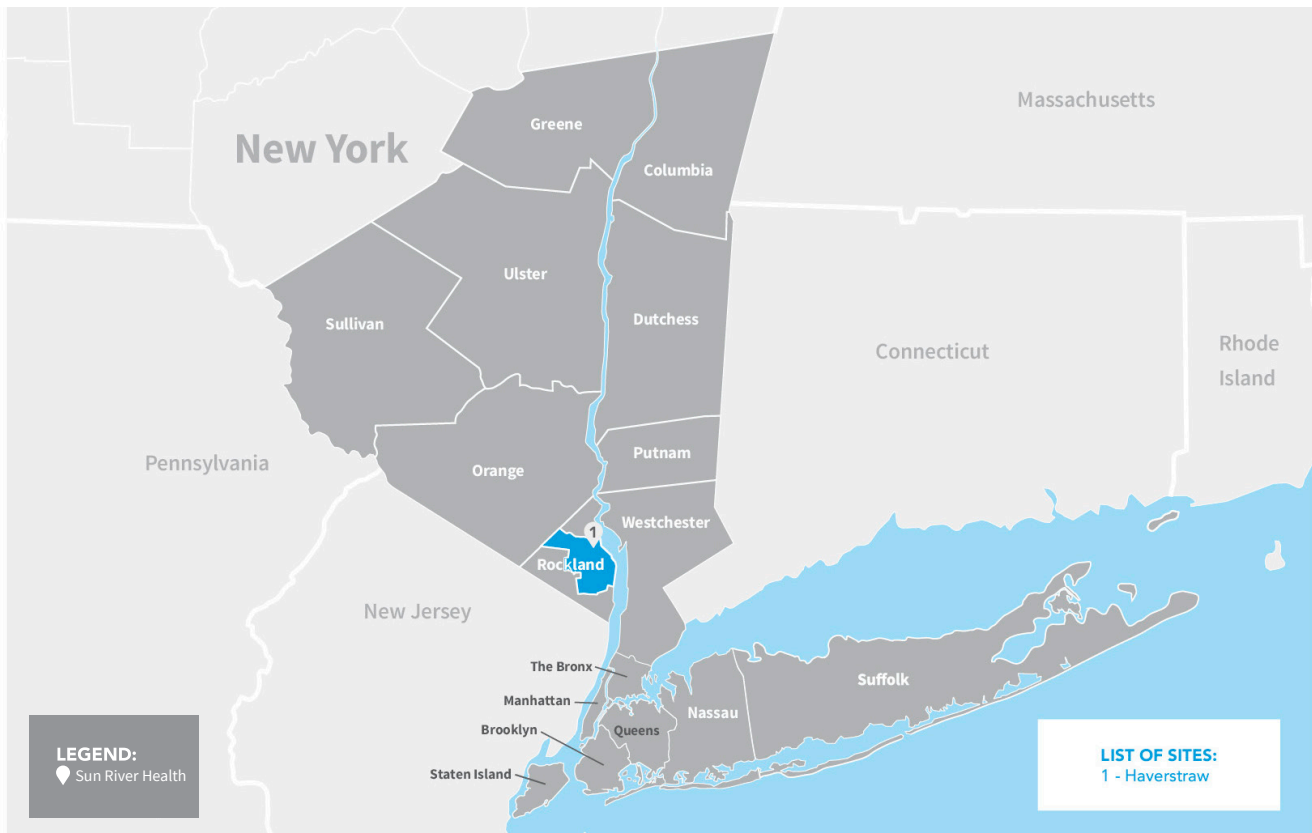 Massachusetts
Greene
New York
Columbia
Ulster
Sullivan
Dutchess
Connecticut
Rhode
Island
Putnam
Pennsylvania
Orange
Westchester
1
Rockland
New Jersey
The Bronx
Suffolk
Manhattan
Nassau
Brooklyn
Queens
Staten Island
LEGEND:
Sun River Health
LIST OF SITES:
1 - Haverstraw